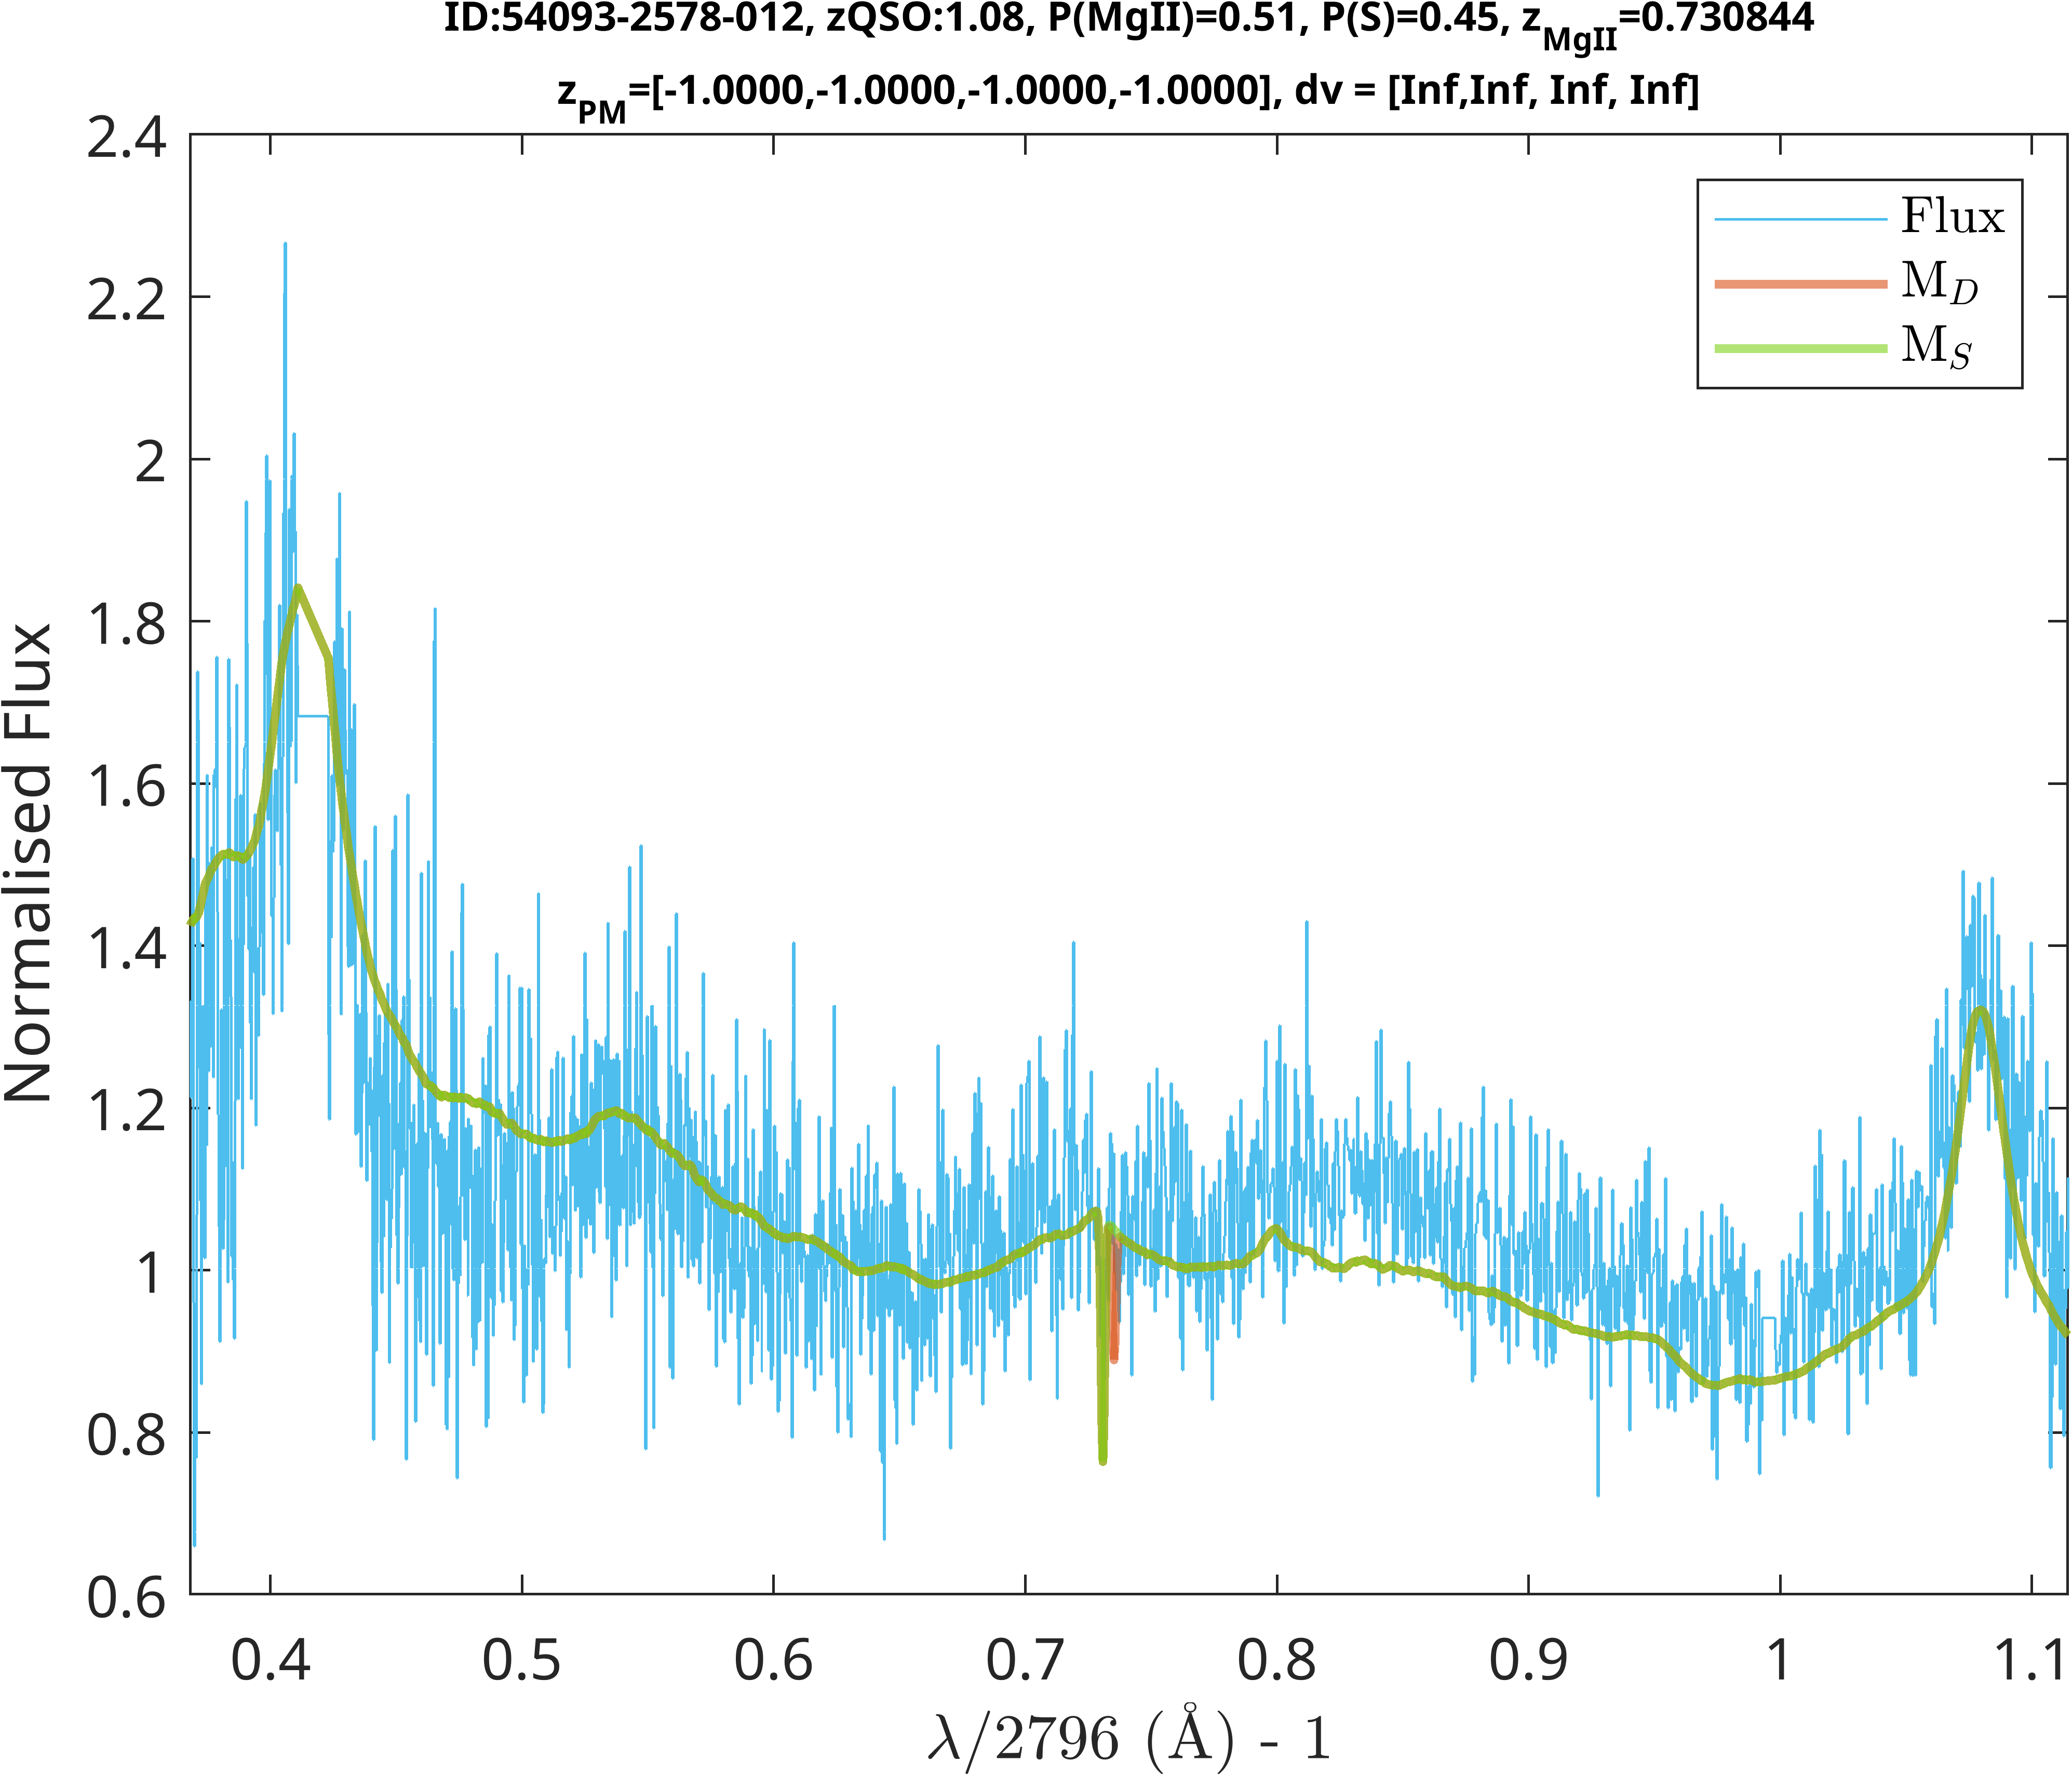 ID:54093-2578-012, zQSO:1.08, P(MgII)=0.51, P(S)=0.45, zMgII=0.730844
zPM=[-1.0000,-1.0000,-1.0000,-1.0000], dv = [Inf,Inf, Inf, Inf]
2.4
2.2
2
1.8
1.6
1.4
1.2
1
0.8
0.6
Normalised Flux
Flux
MD
MS
0.4 0.5 0.6 0.7 0.8 0.9 1 1.1
λ/2796 (Å) - 1